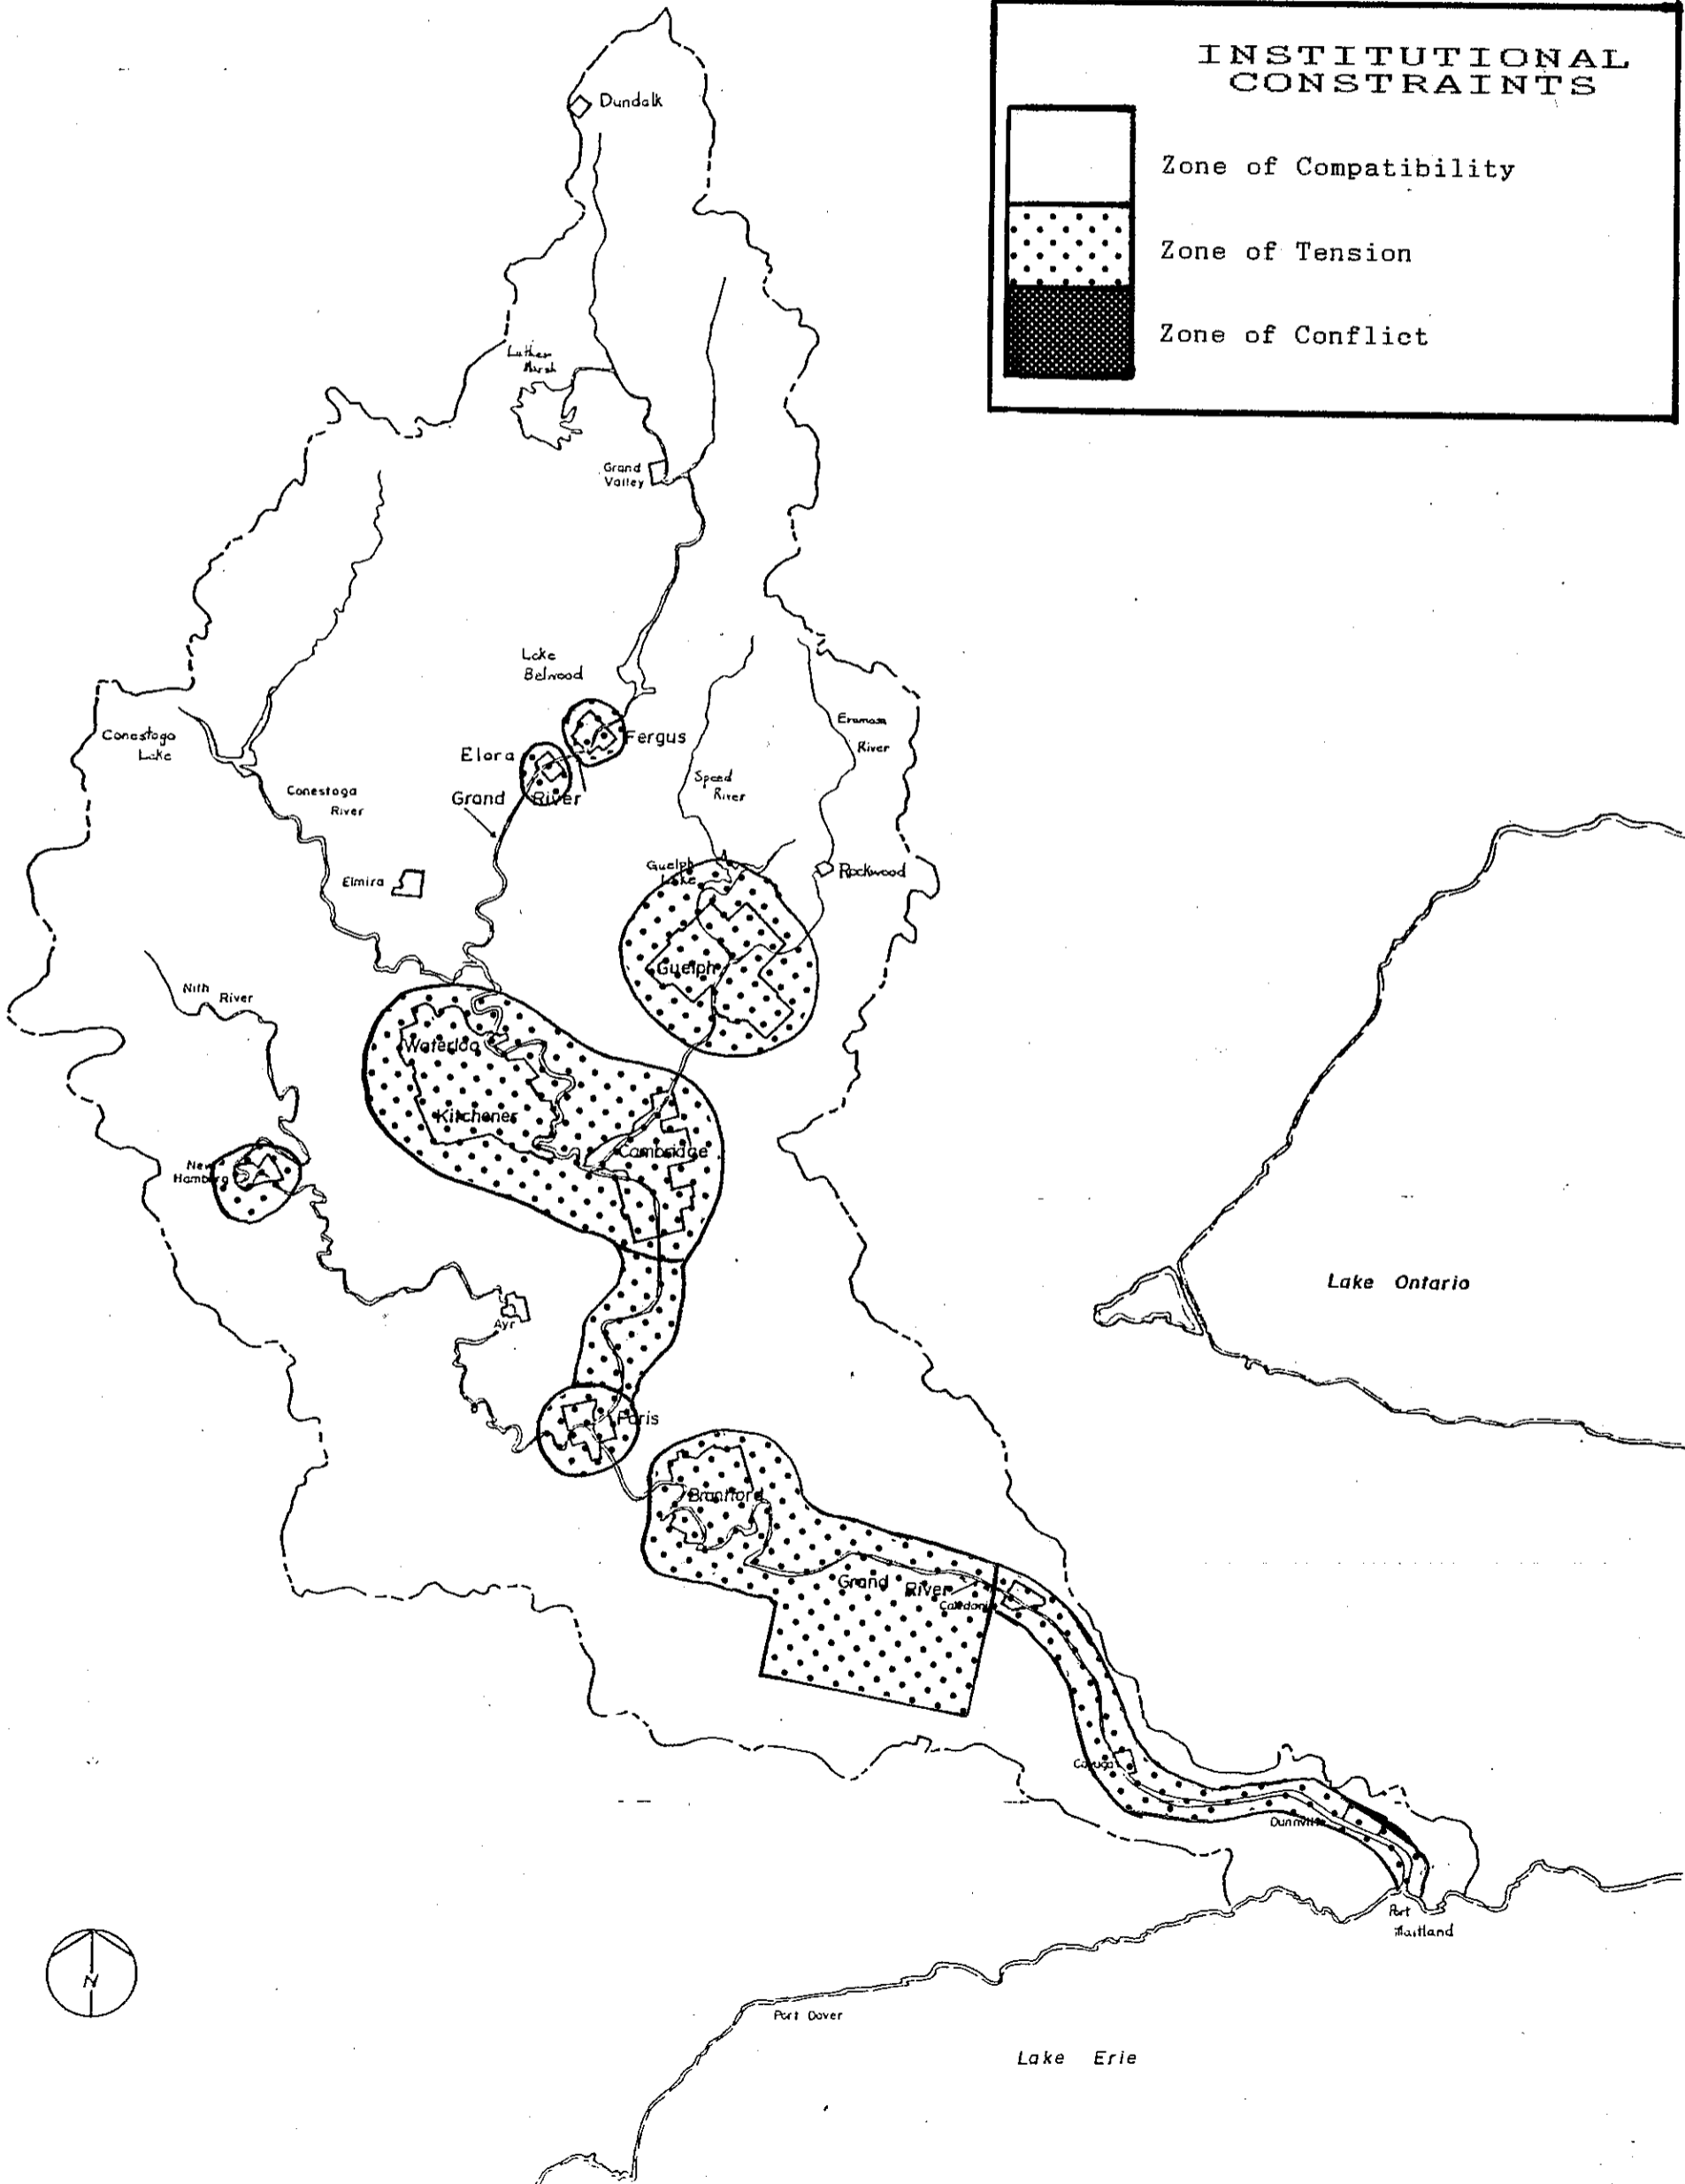 INSTITUTIONAL
CONSTRAINTS
Zone of Compatibility
Zone of Tension
Zone of Conflict
Dundalk
Luther
Marsh
Grand
Valley
Lake
Belwood
Eramosa
River
Conestogo
Lake
Fergus
Elora
Speed
River
Conestoga
River
Grand River
Guelph
Lake
Rockwood
Elmira
Guelph
Nith River
Waterloo
Kitchener
Cambridge
New
Hamburg
Lake Ontario
Ayr
Paris
Brantford
Grand River
Caledonia
Cayuga
Dunnville
Port
Maitland
N
Port Dover
Lake Erie